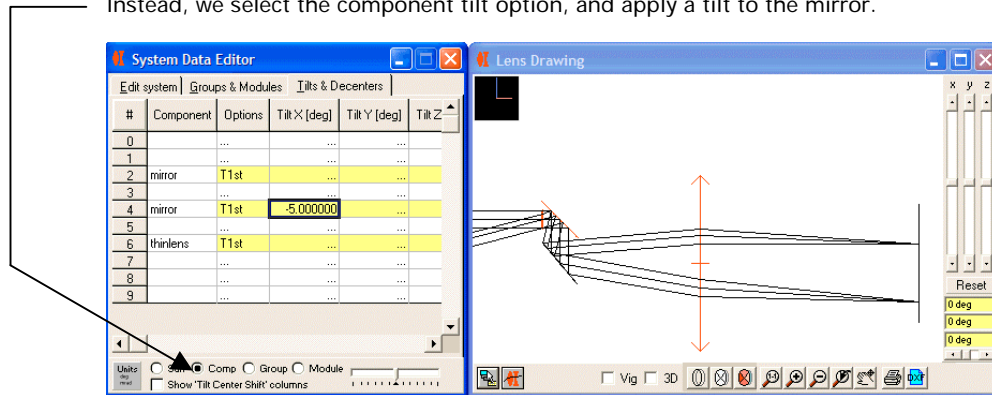 Instead, we select the component tilt option, and apply a tilt to the mirror.
System Data Editor
Edit system Groups & Modules Tilts & Decenters
# Component Options Tilt X [deg] Tilt Y [deg] Tilt Z
0 ... ... ...
1 ... ... ...
2 mirror T1st ... ...
3 ... ... ...
4 mirror T1st -5.000000 ...
5 ... ... ...
6 thinlens T1st ... ...
7 ... ... ...
8 ... ... ...
9 ... ... ...
Units deg Comp Group Module
Show 'Tilt Center Shift' columns
Lens Drawing
x y z
Reset
0 deg
0 deg
0 deg
Vig 3D DXF